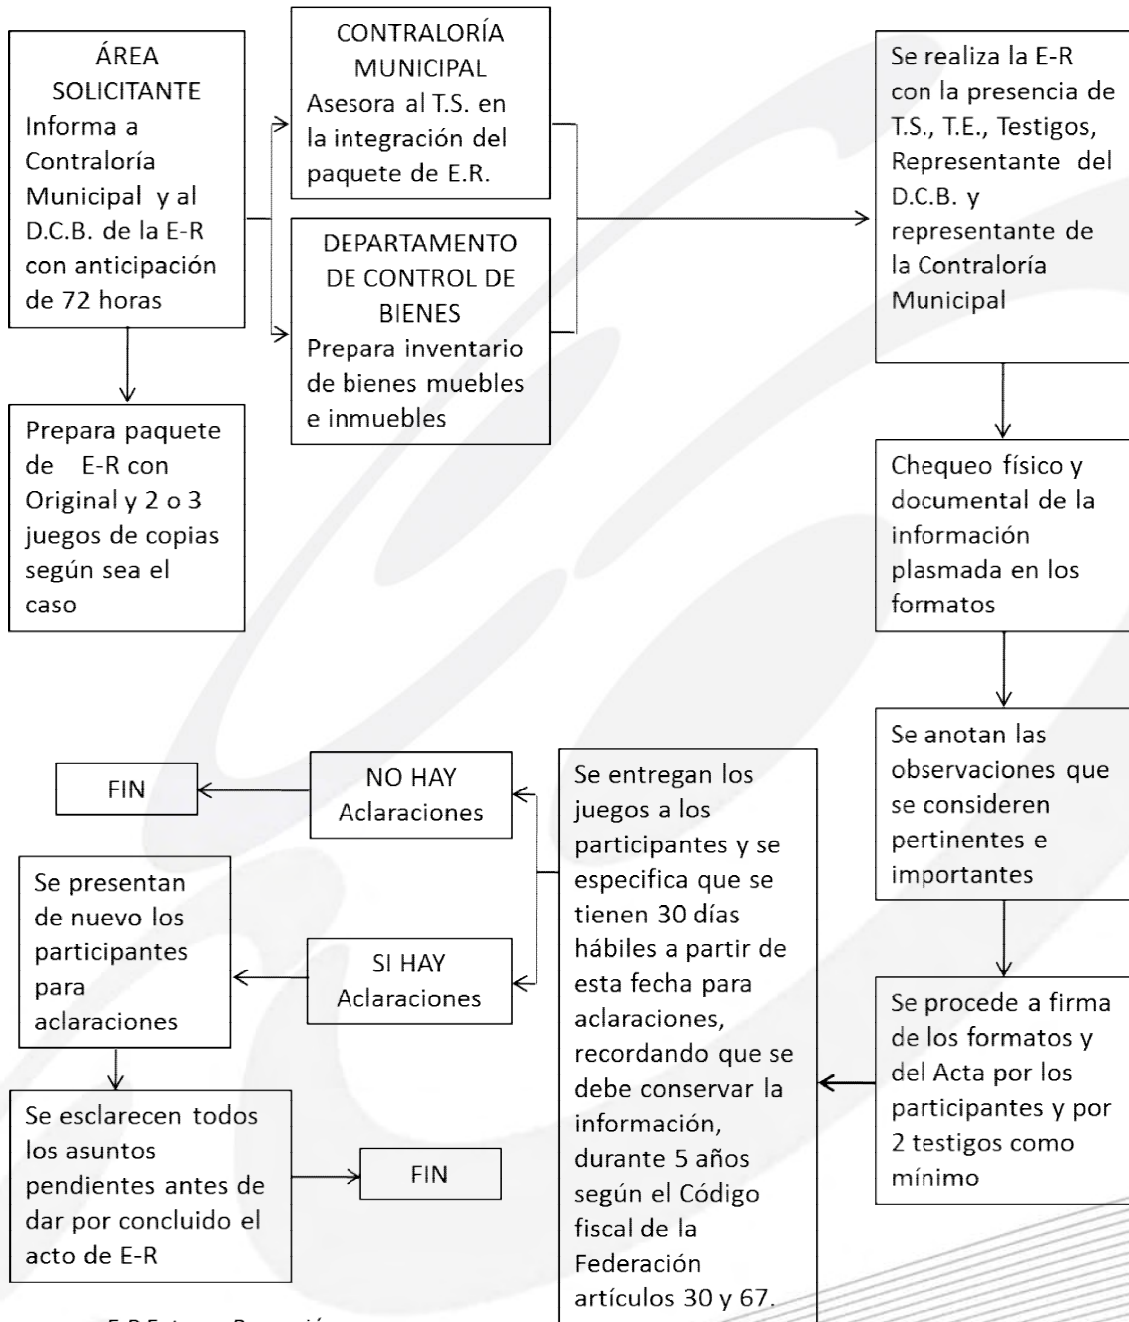 ÁREA
SOLICITANTE
Informa a
Contraloría
Municipal y al
D.C.B. de la E-R
con anticipación
de 72 horas
Prepara paquete
de E-R con
Original y 2 o 3
juegos de copias
según sea el
caso
CONTRALORÍA
MUNICIPAL
Asesora al T.S. en
la integración del
paquete de E.R.
DEPARTAMENTO
DE CONTROL DE
BIENES
Prepara inventario
de bienes muebles
e inmuebles
Se realiza la E-R
con la presencia de
T.S., T.E., Testigos,
Representante del
D.C.B. y
representante de
la Contraloría
Municipal
Chequeo físico y
documental de la
información
plasmada en los
formatos
Se anotan las
observaciones que
se consideren
pertinentes e
importantes
Se procede a firma
de los formatos y
del Acta por los
participantes y por
2 testigos como
mínimo
Se entregan los
juegos a los
participantes y se
especifica que se
tienen 30 días
hábiles a partir de
esta fecha para
aclaraciones,
recordando que se
debe conservar la
información,
durante 5 años
según el Código
fiscal de la
Federación
artículos 30 y 67.
NO HAY
Aclaraciones
FIN
SI HAY
Aclaraciones
Se presentan
de nuevo los
participantes
para
aclaraciones
Se esclarecen todos
los asuntos
pendientes antes de
dar por concluido el
acto de E-R
FIN